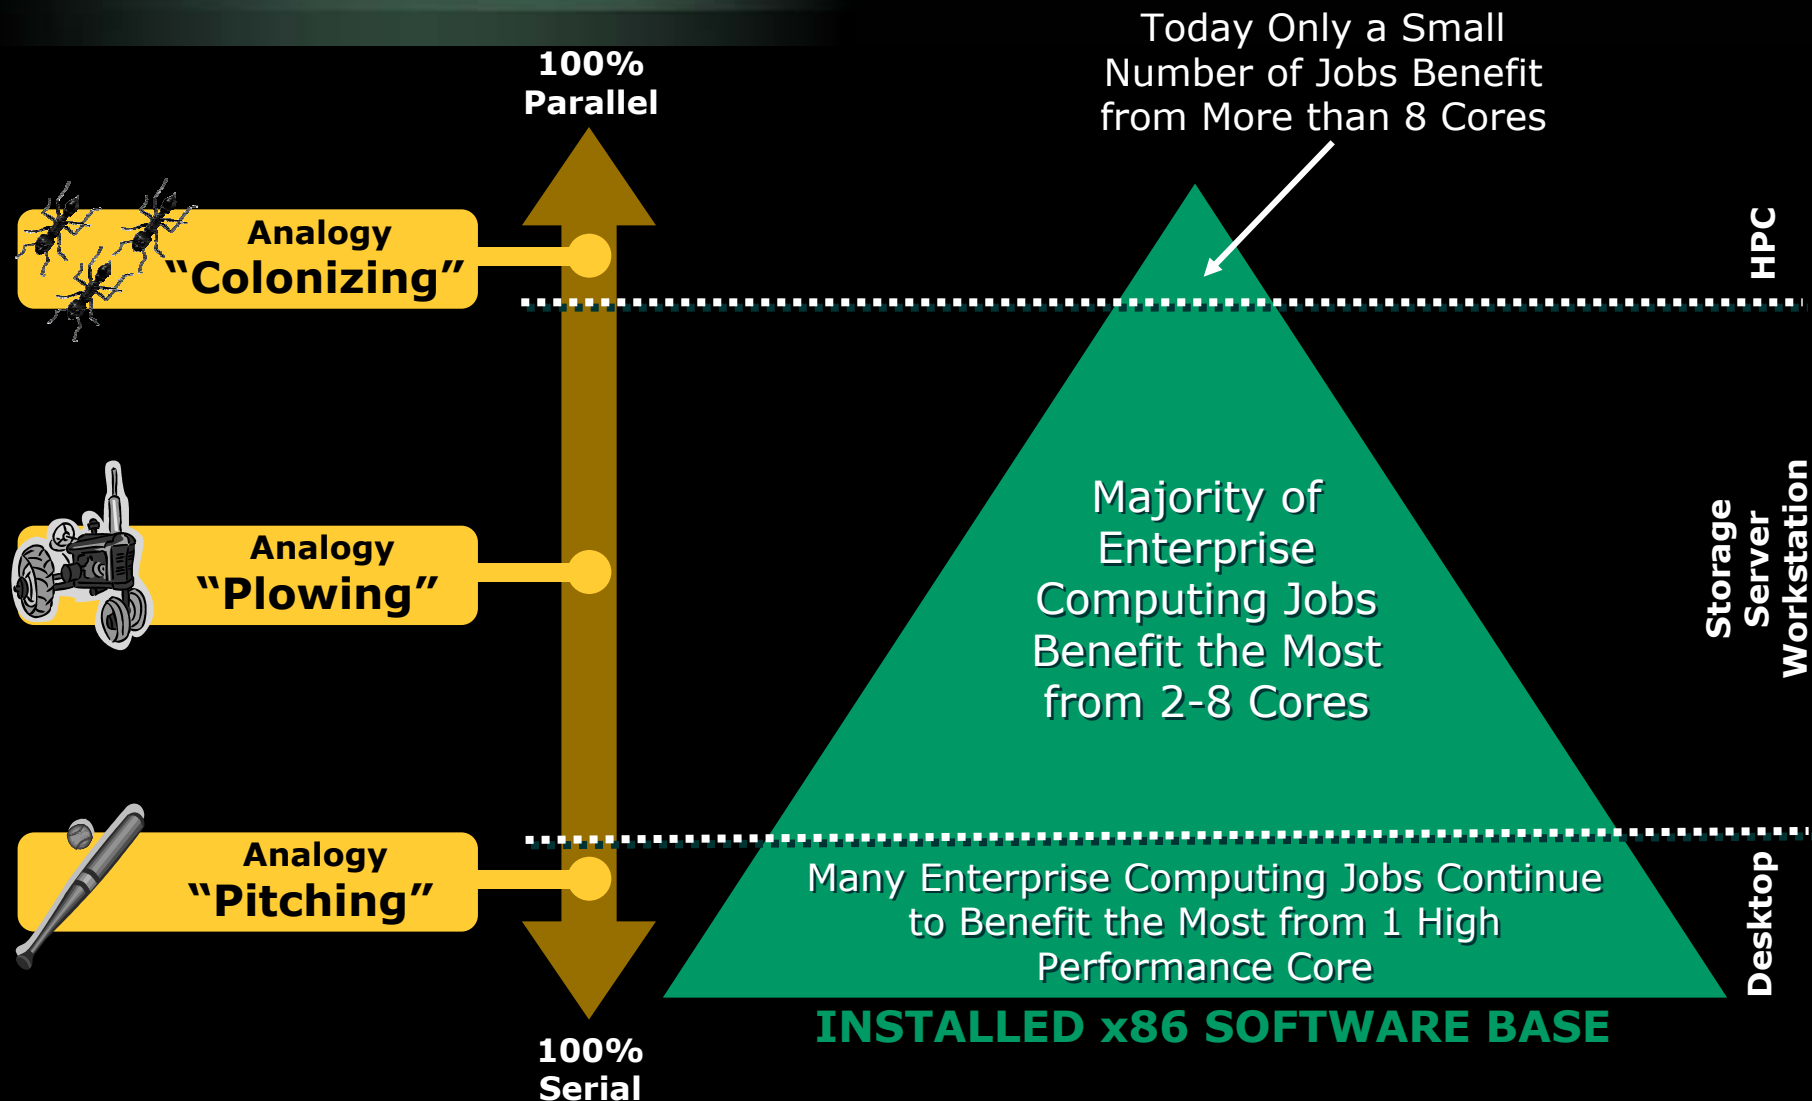 Today Only a Small
Number of Jobs Benefit
from More than 8 Cores
100%
Parallel
Analogy
“Colonizing”
HPC
Analogy
“Plowing”
Majority of
Enterprise
Computing Jobs
Benefit the Most
from 2-8 Cores
Storage
Server
Workstation
Analogy
“Pitching”
Many Enterprise Computing Jobs Continue
to Benefit the Most from 1 High
Performance Core
Desktop
INSTALLED x86 SOFTWARE BASE
100%
Serial